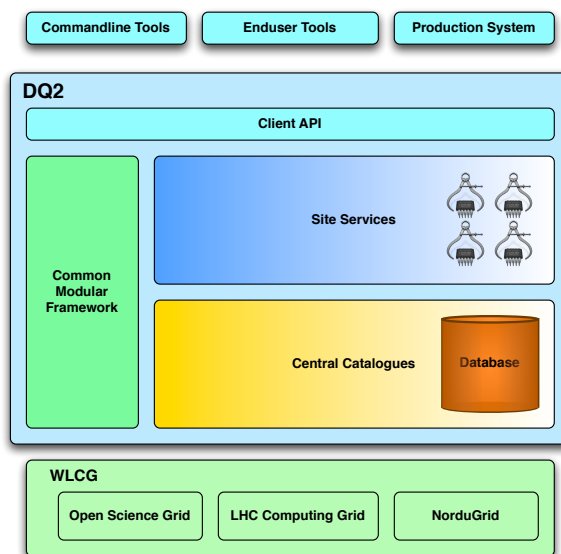 Commandline Tools
Enduser Tools
Production System
DQ2
Client API
Site Services
Common
Modular
Framework
Central Catalogues
Database
WLCG
Open Science Grid
LHC Computing Grid
NorduGrid